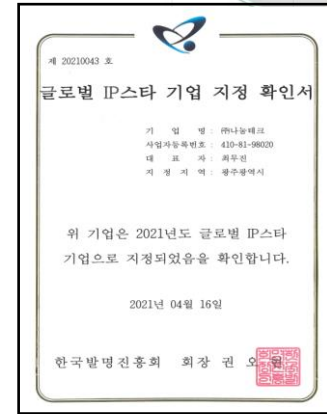 제 20210043 호
글로벌 IP스타 기업 지정 확인서
기 업 명 : ㈜나눔테크
사업자등록번호 : 410-81-98020
대 표 자 : 최무진
지 정 지 역 : 광주광역시
위 기업은 2021년도 글로벌 IP스타
기업으로 지정되었음을 확인합니다.
2021년 04월 16일
한국발명진흥회 회장 권 오